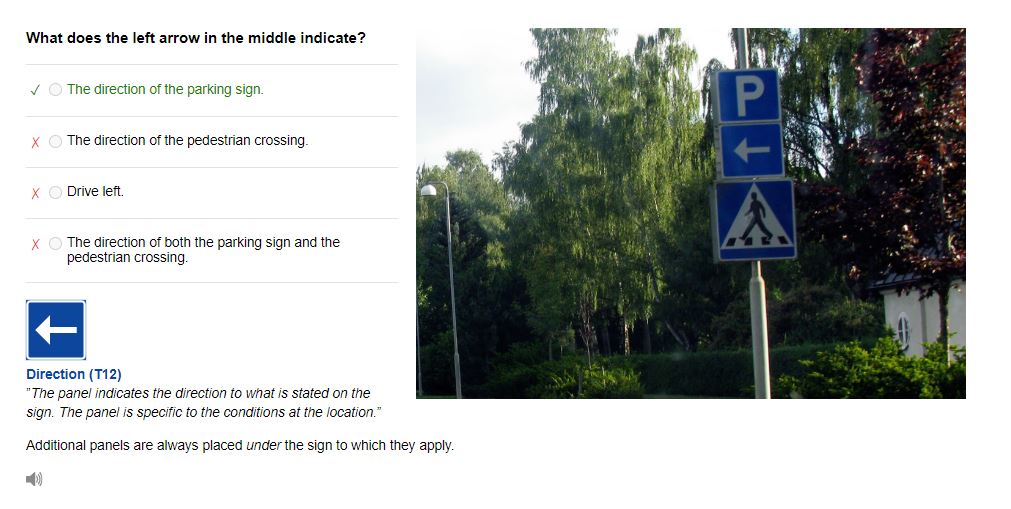 What does the left arrow in the middle indicate?
✓ The direction of the parking sign.
X The direction of the pedestrian crossing.
X Drive left.
X The direction of both the parking sign and the
pedestrian crossing.
Direction (T12)
"The panel indicates the direction to what is stated on the
sign. The panel is specific to the conditions at the location."
Additional panels are always placed under the sign to which they apply.
P